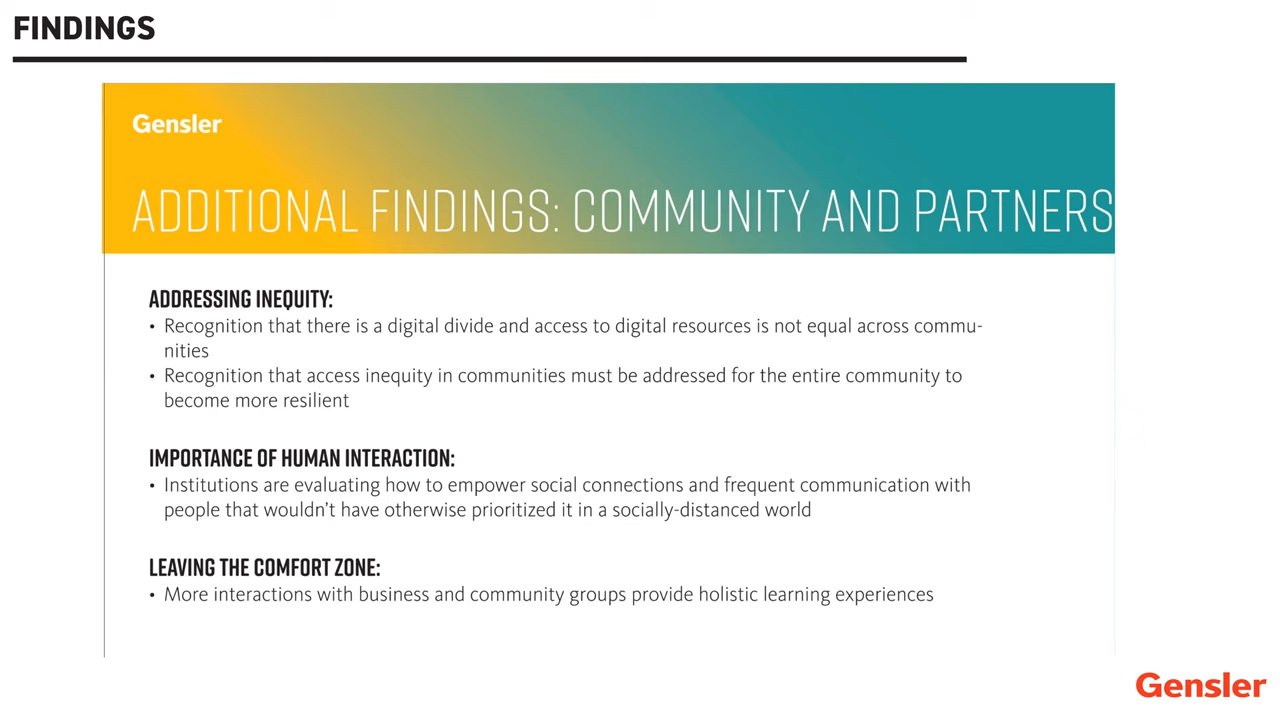 FINDINGS
Gensler
ADDITIONAL FINDINGS: COMMUNITY AND PARTNERS
ADDRESSING INEQUITY:
• Recognition that there is a digital divide and access to digital resources is not equal across commu-
nities
• Recognition that access inequity in communities must be addressed for the entire community to
become more resilient
IMPORTANCE OF HUMAN INTERACTION:
• Institutions are evaluating how to empower social connections and frequent communication with
people that wouldn’t have otherwise prioritized it in a socially-distanced world
LEAVING THE COMFORT ZONE:
• More interactions with business and community groups provide holistic learning experiences
Gensler